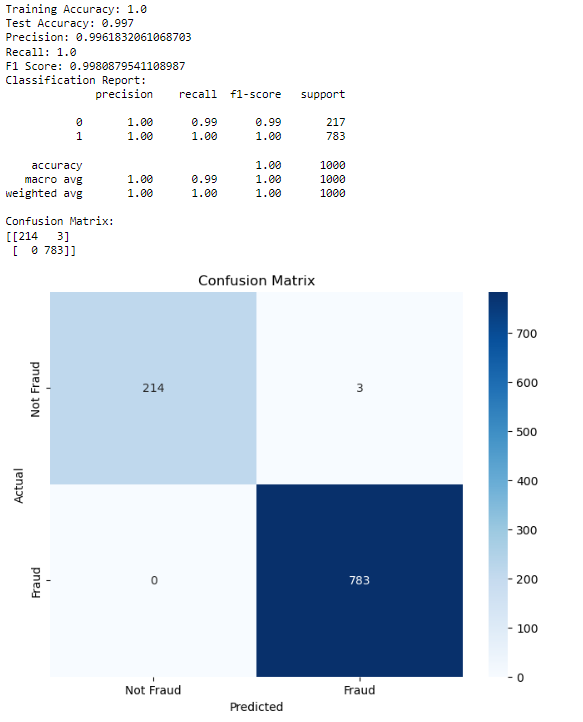 Training Accuracy: 1.0
Test Accuracy: 0.997
Precision: 0.9961832061068703
Recall: 1.0
F1 Score: 0.9980879541108987
Classification Report:
precision recall f1-score support
0 1.00 0.99 0.99 217
1 1.00 1.00 1.00 783
accuracy 1.00 1000
macro avg 1.00 0.99 1.00 1000
weighted avg 1.00 1.00 1.00 1000
Confusion Matrix:
[[214 3]
[ 0 783]]
Confusion Matrix
Actual
Not Fraud
214 3
Fraud
0 783
Not Fraud Fraud
Predicted
700
600
500
400
300
200
100
0